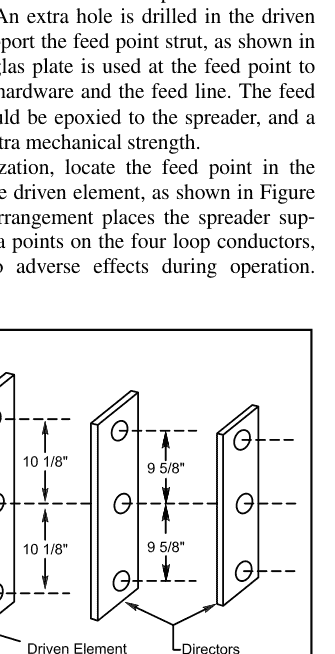 An extra hole is drilled in the driven
port the feed point strut, as shown in
glas plate is used at the feed point to
hardware and the feed line. The feed
uld be epoxied to the spreader, and a
tra mechanical strength.
zation, locate the feed point in the
e driven element, as shown in Figure
rrangement places the spreader sup-
a points on the four loop conductors,
o adverse effects during operation.
10 1/8"
9 5/8"
10 1/8"
9 5/8"
Driven Element
Directors